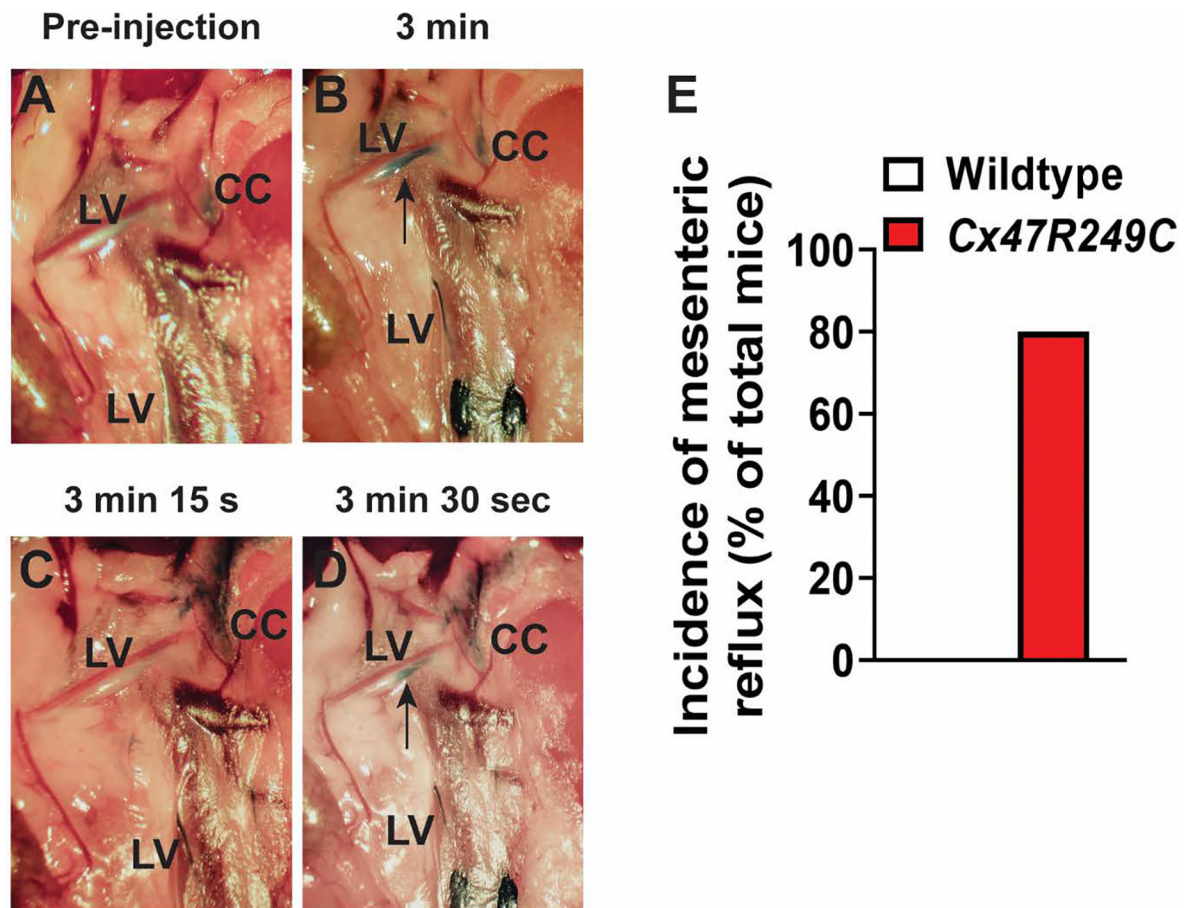 Pre-injection
3 min
A
LV
CC
LV
B
LV
CC
LV
3 min 15 s
3 min 30 sec
C
LV
CC
LV
D
LV
CC
LV
E
Incidence of mesenteric
reflux (% of total mice)
Wildtype
Cx47R249C
100
80
60
40
20
0